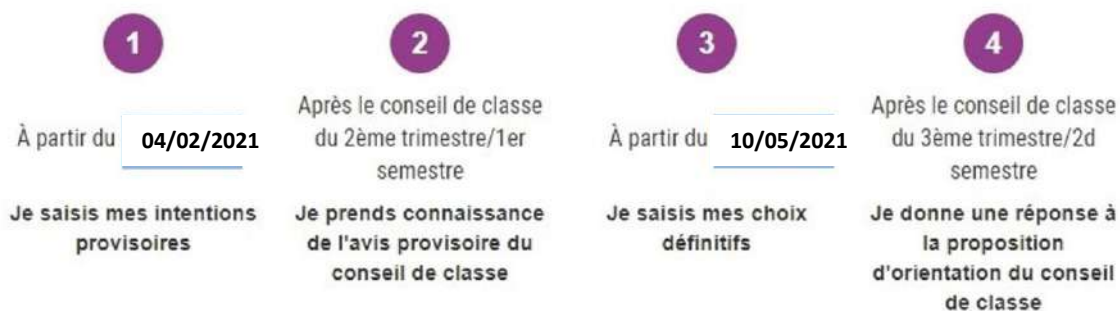 1
À partir du 04/02/2021
Je saisis mes intentions
provisoires
2
Après le conseil de classe
du 2ème trimestre/1er
semestre
Je prends connaissance
de l'avis provisoire du
conseil de classe
3
À partir du 10/05/2021
Je saisis mes choix
définitifs
4
Après le conseil de classe
du 3ème trimestre/2d
semestre
Je donne une réponse à
la proposition
d'orientation du conseil
de classe